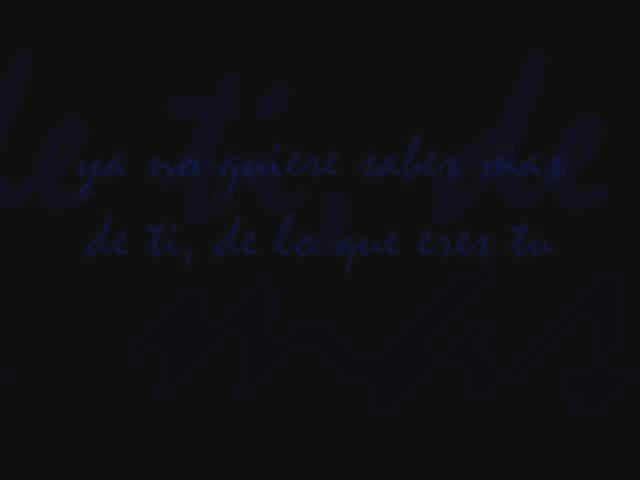 ya no quiere saber mas
de ti, de lo que eres tu